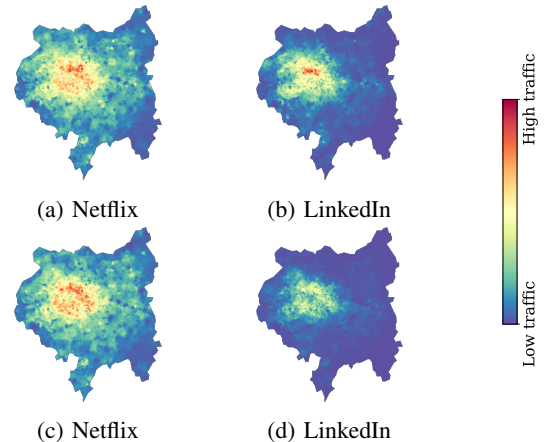 (a) Netflix
(b) LinkedIn
High traffic
Low traffic
(c) Netflix
(d) LinkedIn